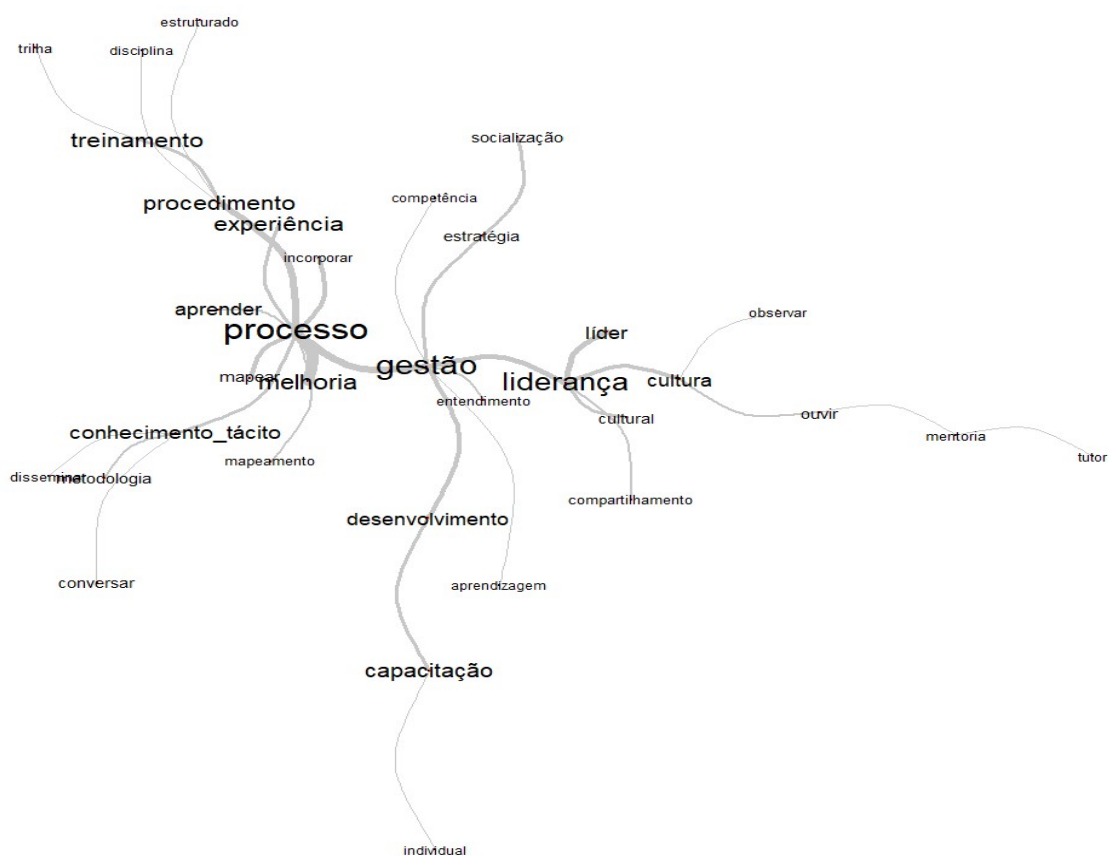 estruturado
trilha
disciplina
treinamento
socialização
competência
procedimento
experiência
estratégia
incorporar
aprender
observar
processo
líder
gestão
mapear
melhoria
liderança
cultura
entendimento
ouvir
cultural
conhecimento_tácito
mentoria
mapeamento
tutor
metodologia
compartilhamento
desenvolvimento
conversar
aprendizagem
capacitação
individual